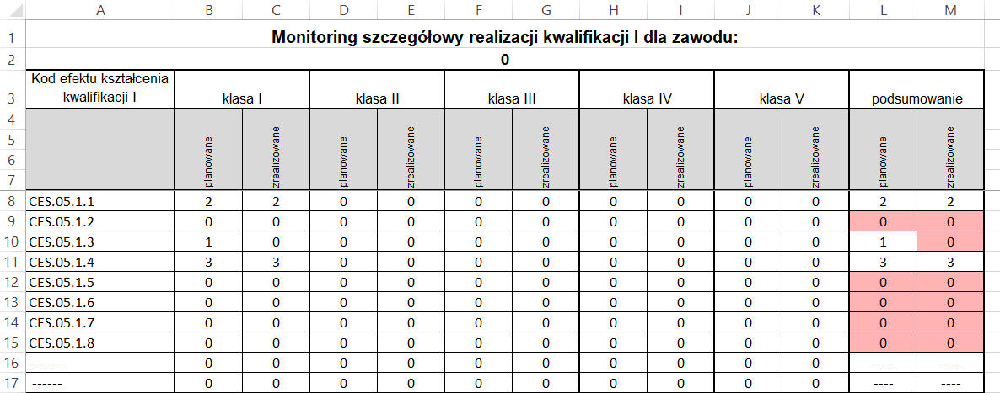 A B C D E F G H I J K L M
1 Monitoring szczegółowy realizacji kwalifikacji I dla zawodu:
2 0
Kod efektu kształcenia
3 kwalifikacji I klasa I klasa II klasa III klasa IV klasa V podsumowanie
4
5
6
7 planowane zrealizowane planowane zrealizowane planowane zrealizowane planowane zrealizowane planowane zrealizowane planowane zrealizowane
8 CES.05.1.1 2 2 0 0 0 0 0 0 0 0 2 2
9 CES.05.1.2 0 0 0 0 0 0 0 0 0 0 0 0
10 CES.05.1.3 1 0 0 0 0 0 0 0 0 0 1 0
11 CES.05.1.4 3 3 0 0 0 0 0 0 0 0 3 3
12 CES.05.1.5 0 0 0 0 0 0 0 0 0 0 0 0
13 CES.05.1.6 0 0 0 0 0 0 0 0 0 0 0 0
14 CES.05.1.7 0 0 0 0 0 0 0 0 0 0 0 0
15 CES.05.1.8 0 0 0 0 0 0 0 0 0 0 0 0
16 ------ 0 0 0 0 0 0 0 0 0 0 ---- ----
17 ------ 0 0 0 0 0 0 0 0 0 0 ---- ----